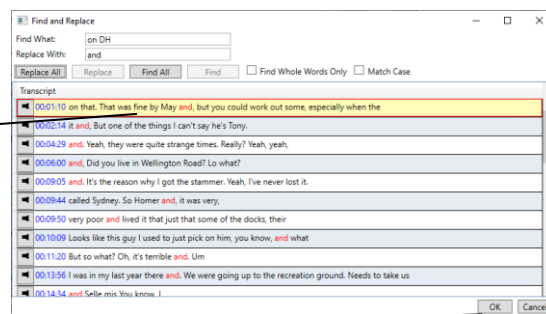 Find and Replace
Find What: on DH
Replace With: and
Replace All Replace Find All Find Find Whole Words Only Match Case
Transcript
00:01:10 on that. That was fine by May and, but you could work out some, especially when the
00:02:14 it and, But one of the things I can't say he's Tony.
00:04:29 and. Yeah, they were quite strange times. Really? Yeah, yeah,
00:06:00 and, Did you live in Wellington Road? Lo what?
00:09:05 and. It's the reason why I got the stammer. Yeah, I've never lost it.
00:09:44 called Sydney. So Homer and, it was very,
00:09:50 very poor and lived it that just that some of the docks, their
00:10:09 Looks like this guy I used to just pick on him, you know, and what
00:11:20 But so what? Oh, it's terrible and. Um
00:13:56 I was in my last year there and. We were going up to the recreation ground. Needs to take us
00:14:34 and Selle mis You know, I
OK Cance